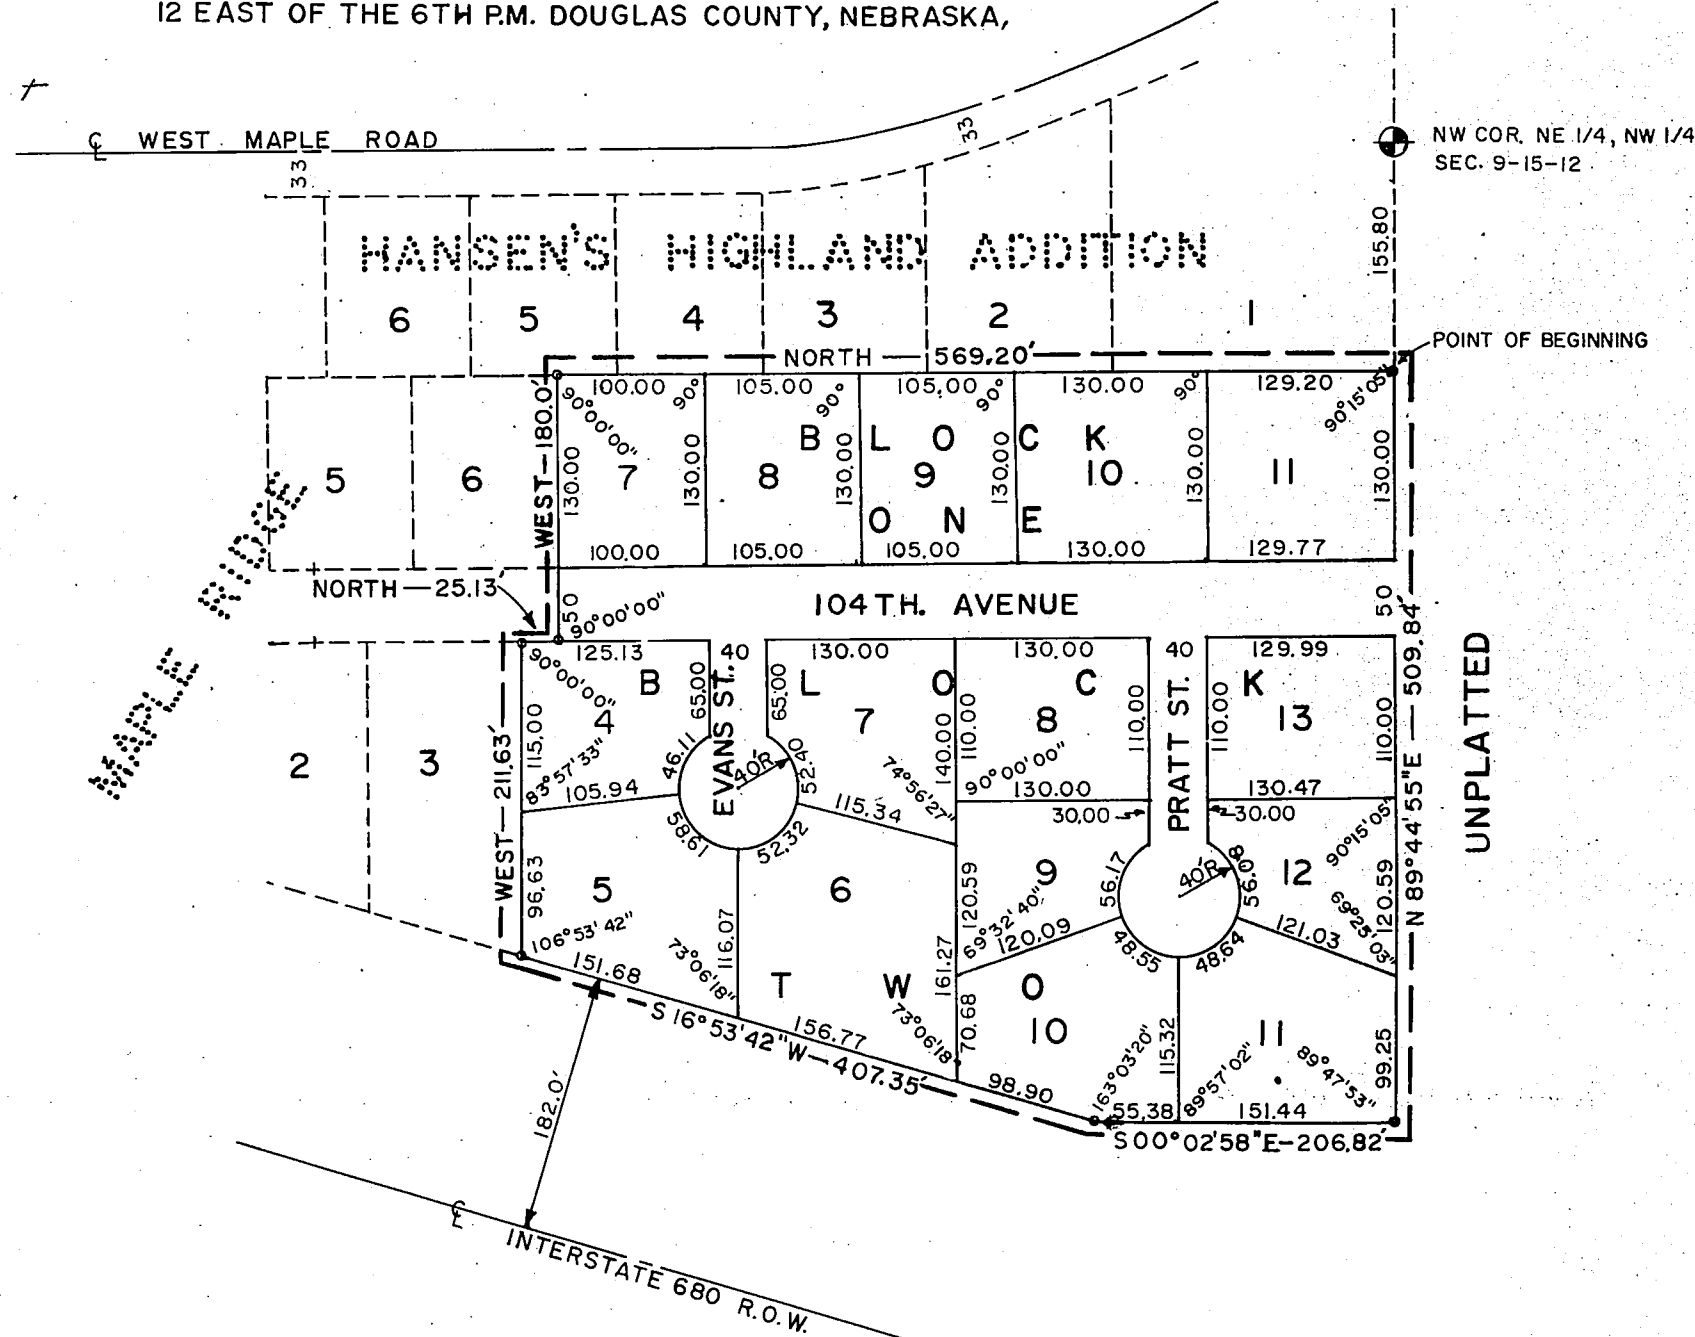 12 EAST OF THE 6TH P.M. DOUGLAS COUNTY, NEBRASKA,
℄ WEST MAPLE ROAD
33
33
NW COR. NE 1/4, NW 1/4
SEC. 9-15-12
155.80
HANSEN'S HIGHLAND ADDITION
6 5 4 3 2 1
POINT OF BEGINNING
NORTH — 569.20'
100.00 105.00 105.00 130.00 129.20
90°00'00" 90° 90° 90° 90° 90°15'05"
WEST—180.0'
130.00 130.00 130.00 130.00 130.00 130.00
B L O C K
5 6 7 8 9 10 11
O N E
100.00 105.00 105.00 130.00 129.77
MAPLE RIDGE
NORTH—25.13'
50 90°00'00"
104TH. AVENUE
50
125.13 40 130.00 130.00 40 129.99
90°00'00"
B L O C K
65.00 EVANS ST. 65.00
110.00 110.00 PRATT ST. 110.00 110.00
2 3 4 7 8 13
115.00 140.00
83°57'33" 46.11 40'R 52.40 74°56'27" 90°00'00"
105.94 115.34 130.00 130.47
58.61 52.32 30.00 30.00
90°15'05"
WEST—211.63'
N 89°44'55"E — 509.84'
UNPLATTED
5 6 9 12
96.63 120.59 56.17 40'R 120.59
69°32'40" 69°25'03"
120.09 121.03
106°53'42" 116.07 48.55 48.64
151.68 73°06'18" 161.27
T W O
10 11
73°06'18" 70.68 163°03'20" 115.32 89°57'02" 89°47'53" 99.25
S 16°53'42"W—407.35'
156.77
98.90 55.38 151.44
S 00°02'58"E-206.82'
182.0'
℄ INTERSTATE 680 R.O.W.